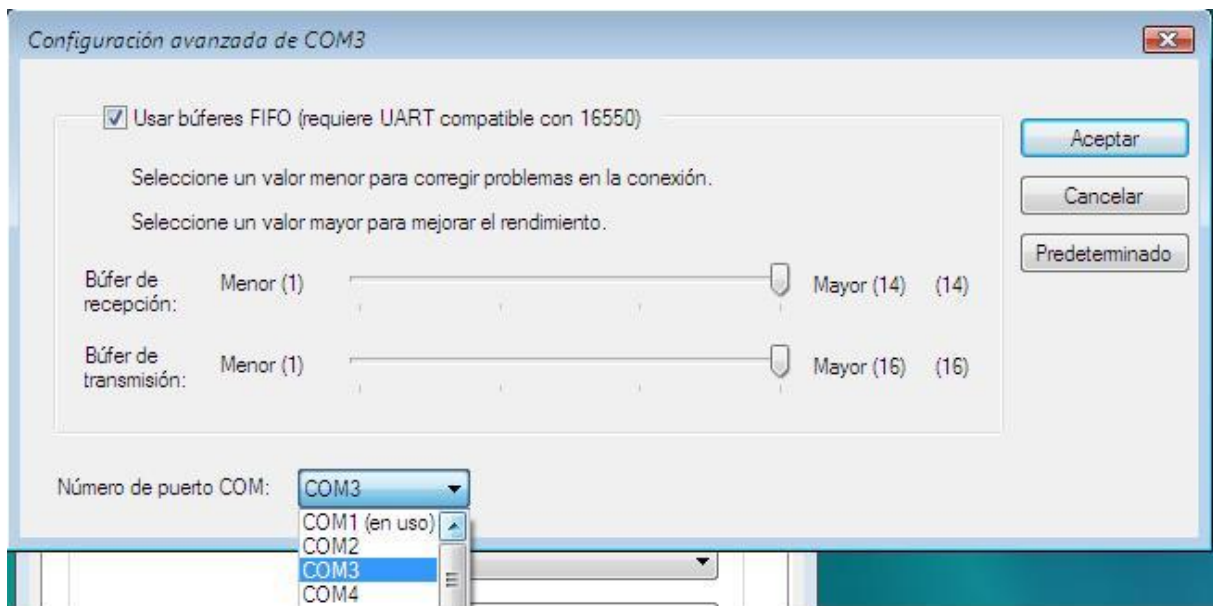 Configuración avanzada de COM3
Usar búferes FIFO (requiere UART compatible con 16550)
Seleccione un valor menor para corregir problemas en la conexión.
Seleccione un valor mayor para mejorar el rendimiento.
Búfer de recepción:
Menor (1)
Mayor (14)
(14)
Búfer de transmisión:
Menor (1)
Mayor (16)
(16)
Aceptar
Cancelar
Predeterminado
Número de puerto COM:
COM3
COM1 (en uso)
COM2
COM3
COM4